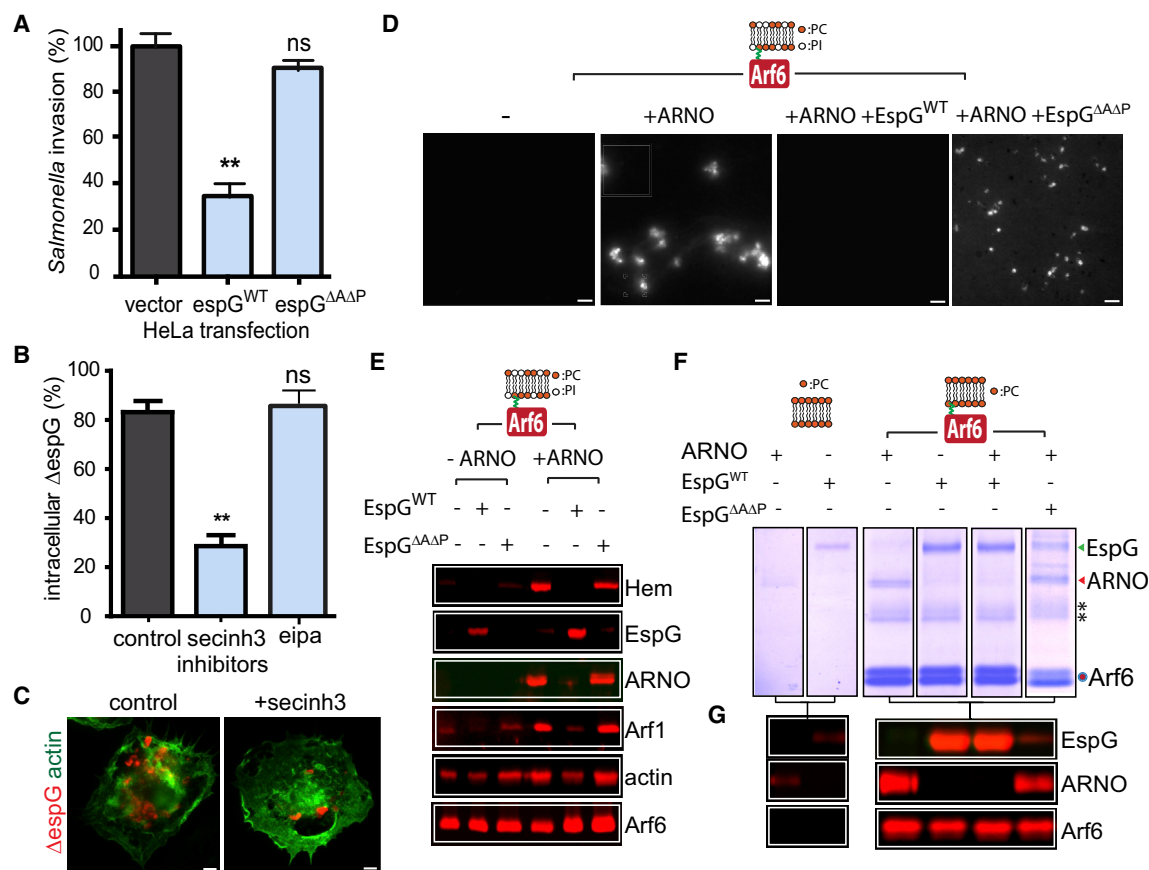 A
Salmonella invasion (%)
100
80
60
40
20
0
**
ns
vector espG^WT espG^ΔAΔP
HeLa transfection
B
intracellular ΔespG (%)
100
80
60
40
20
0
**
ns
control secinh3 eipa
inhibitors
C
control +secinh3
ΔespG actin
D
:PC
:PI
Arf6
- +ARNO +ARNO +EspG^WT +ARNO +EspG^ΔAΔP
E
:PC
:PI
Arf6
- ARNO +ARNO
EspG^WT - + - - + -
EspG^ΔAΔP - - + - - +
Hem
EspG
ARNO
Arf1
actin
Arf6
F
:PC
:PC
Arf6
ARNO + - + - + +
EspG^WT - + - + + -
EspG^ΔAΔP - - - - - +
EspG
ARNO
*
*
Arf6
G
EspG
ARNO
Arf6